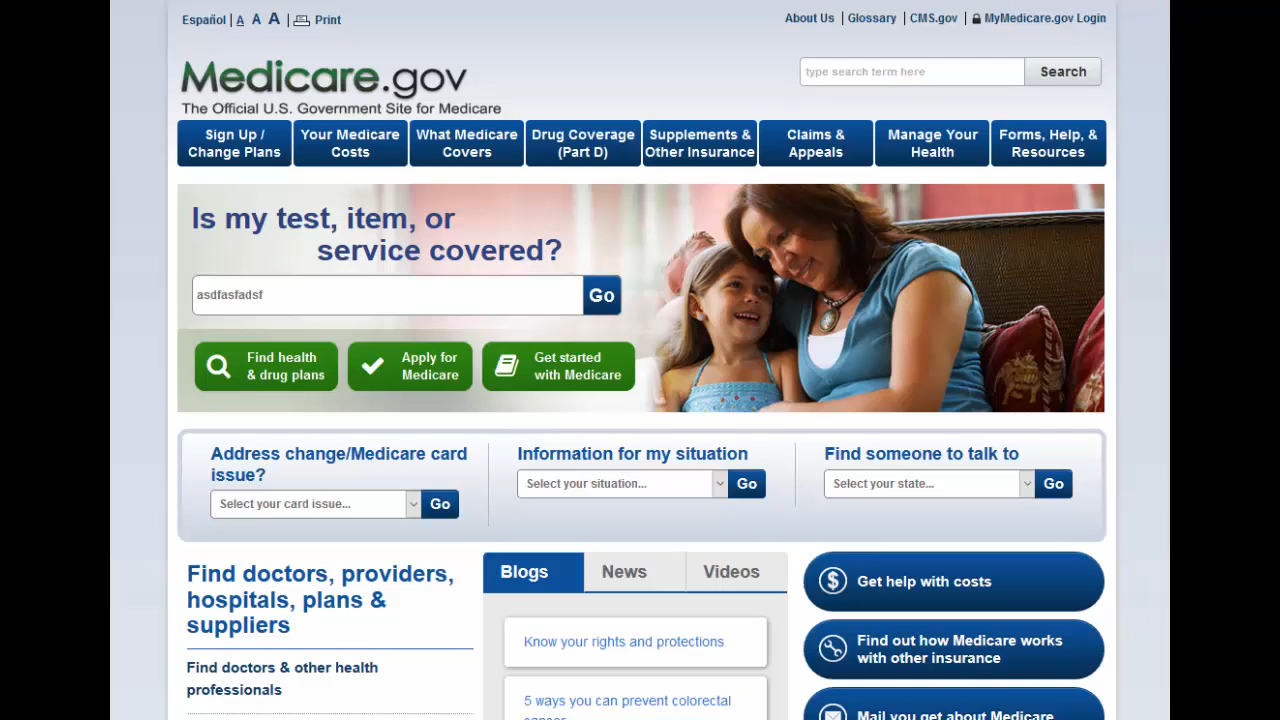 Español | A A A | Print
About Us | Glossary | CMS.gov | MyMedicare.gov Login
Medicare.gov
The Official U.S. Government Site for Medicare
type search term here Search
Sign Up /
Change Plans
Your Medicare
Costs
What Medicare
Covers
Drug Coverage
(Part D)
Supplements &
Other Insurance
Claims &
Appeals
Manage Your
Health
Forms, Help, &
Resources
Is my test, item, or
service covered?
asdfasfadsf Go
Find health
& drug plans
Apply for
Medicare
Get started
with Medicare
Address change/Medicare card
issue?
Select your card issue... Go
Information for my situation
Select your situation... Go
Find someone to talk to
Select your state... Go
Find doctors, providers,
hospitals, plans &
suppliers
Find doctors & other health
professionals
Blogs News Videos
Know your rights and protections
5 ways you can prevent colorectal
cancer
$ Get help with costs
Find out how Medicare works
with other insurance
Mail you get about Medicare